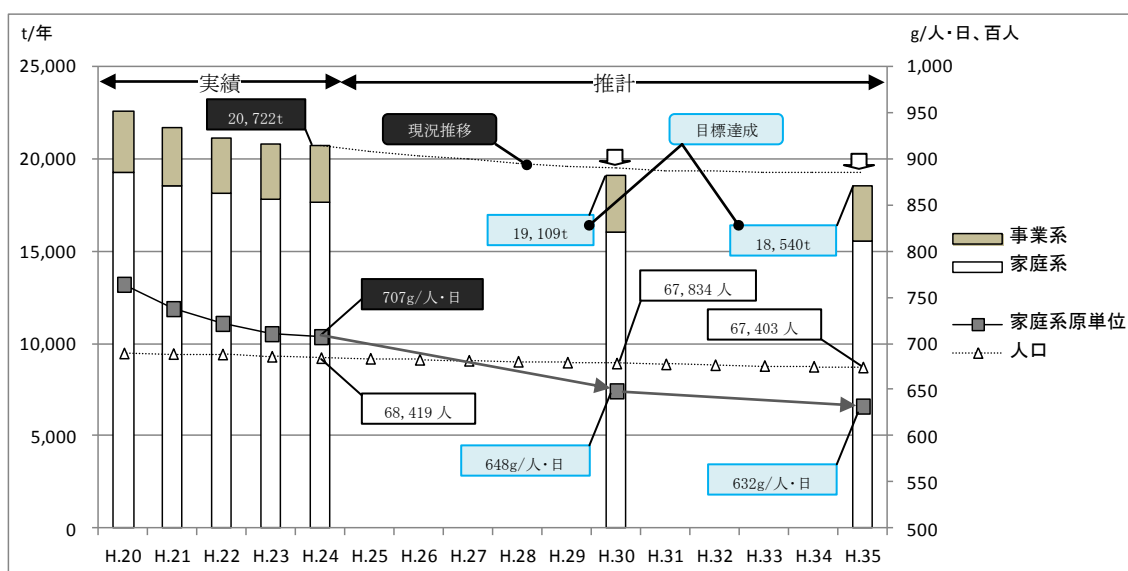 t/年
g/人・日、百人
25,000
20,000
15,000
10,000
5,000
0
1,000
950
900
850
800
750
700
650
600
550
500
実績
推計
20,722t
現況推移
目標達成
19,109t
18,540t
707g/人・日
67,834 人
67,403 人
68,419 人
648g/人・日
632g/人・日
事業系
家庭系
家庭系原単位
人口
H.20 H.21 H.22 H.23 H.24 H.25 H.26 H.27 H.28 H.29 H.30 H.31 H.32 H.33 H.34 H.35